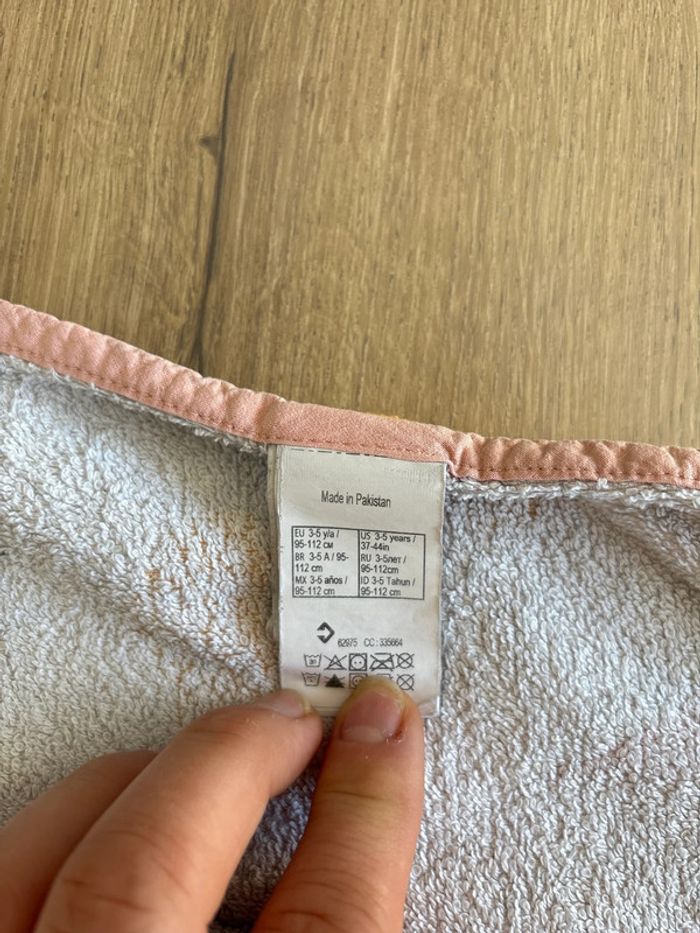 Made in Pakistan
EU 3-5 y/a /
95-112 см
US 3-5 years /
37-44in
BR 3-5 A / 95-
112 cm
RU 3-5лет /
95-112cm
MX 3-5 años /
95-112 cm
ID 3-5 Tahun /
95-112 cm
62975 CC: 335664